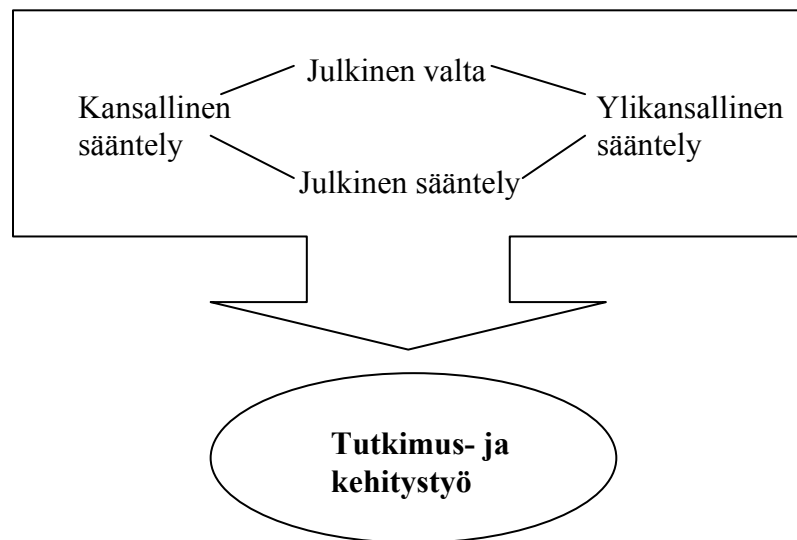 Julkinen valta
Kansallinen
sääntely
Ylikansallinen
sääntely
Julkinen sääntely
Tutkimus- ja
kehitystyö